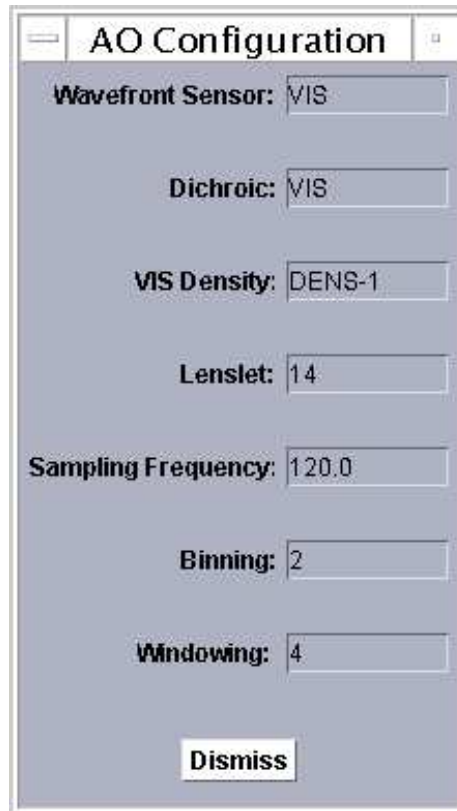 AO Configuration
Wavefront Sensor: VIS
Dichroic: VIS
VIS Density: DENS-1
Lenslet: 14
Sampling Frequency: 120.0
Binning: 2
Windowing: 4
Dismiss